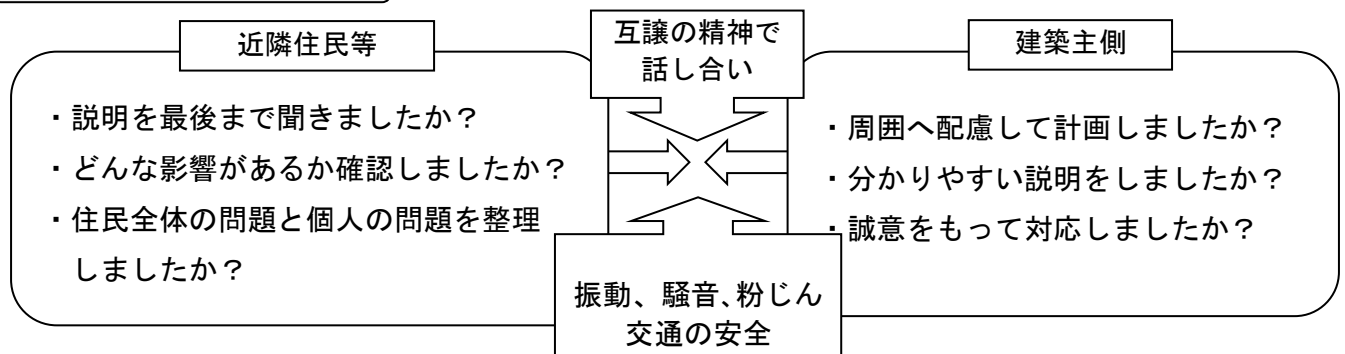 近隣住民等
・説明を最後まで聞きましたか？
・どんな影響があるか確認しましたか？
・住民全体の問題と個人の問題を整理
しましたか？
互譲の精神で
話し合い
振動、騒音、粉じん
交通の安全
建築主側
・周囲へ配慮して計画しましたか？
・分かりやすい説明をしましたか？
・誠意をもって対応しましたか？